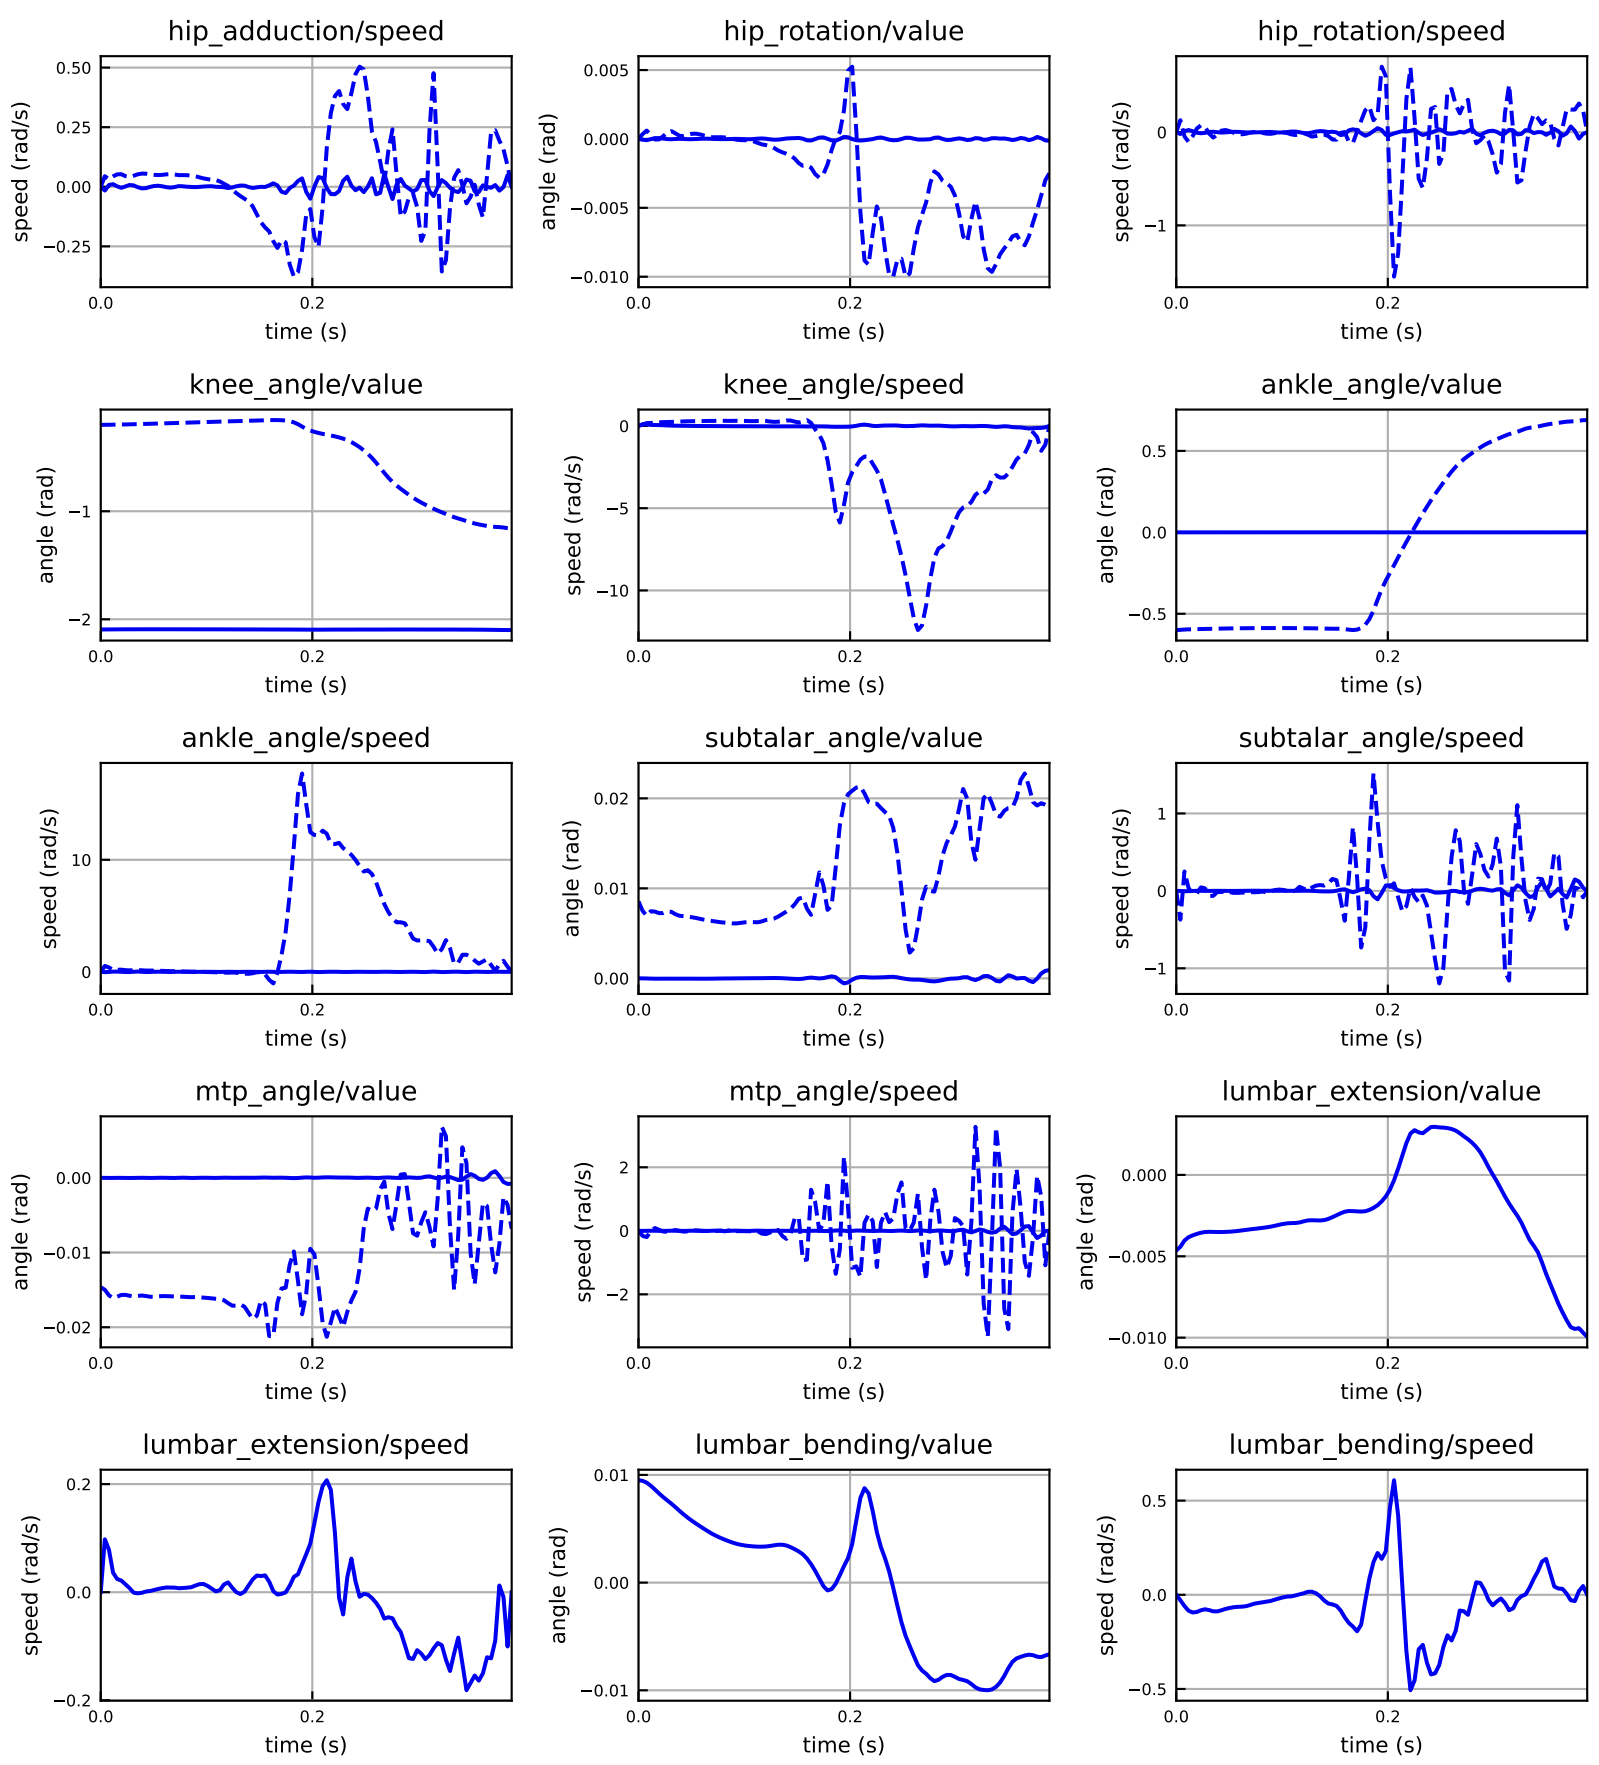 hip_adduction/speed
speed (rad/s)
0.50
0.25
0.00
−0.25
0.0
0.2
time (s)
hip_rotation/value
angle (rad)
0.005
0.000
−0.005
−0.010
0.0
0.2
time (s)
hip_rotation/speed
speed (rad/s)
0
−1
0.0
0.2
time (s)
knee_angle/value
angle (rad)
−1
−2
0.0
0.2
time (s)
knee_angle/speed
speed (rad/s)
0
−5
−10
0.0
0.2
time (s)
ankle_angle/value
angle (rad)
0.5
0.0
−0.5
0.0
0.2
time (s)
ankle_angle/speed
speed (rad/s)
10
0
0.0
0.2
time (s)
subtalar_angle/value
angle (rad)
0.02
0.01
0.00
0.0
0.2
time (s)
subtalar_angle/speed
speed (rad/s)
1
0
−1
0.0
0.2
time (s)
mtp_angle/value
angle (rad)
0.00
−0.01
−0.02
0.0
0.2
time (s)
mtp_angle/speed
speed (rad/s)
2
0
−2
0.0
0.2
time (s)
lumbar_extension/value
angle (rad)
0.000
−0.005
−0.010
0.0
0.2
time (s)
lumbar_extension/speed
speed (rad/s)
0.2
0.0
−0.2
0.0
0.2
time (s)
lumbar_bending/value
angle (rad)
0.01
0.00
−0.01
0.0
0.2
time (s)
lumbar_bending/speed
speed (rad/s)
0.5
0.0
−0.5
0.0
0.2
time (s)